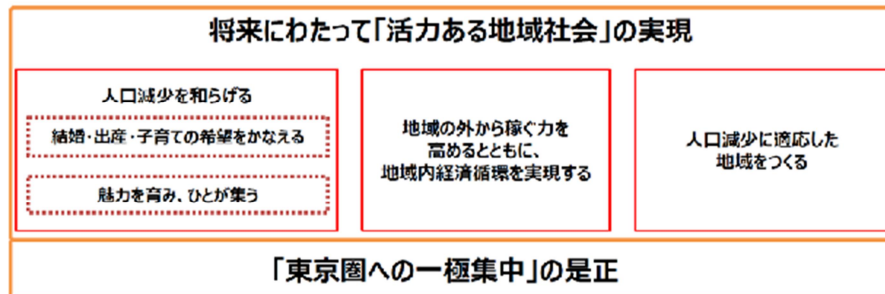 将来にわたって「活力ある地域社会」の実現
人口減少を和らげる
結婚・出産・子育ての希望をかなえる
魅力を育み、ひとが集う
地域の外から稼ぐ力を
高めるとともに、
地域内経済循環を実現する
人口減少に適応した
地域をつくる
「東京圏への一極集中」の是正